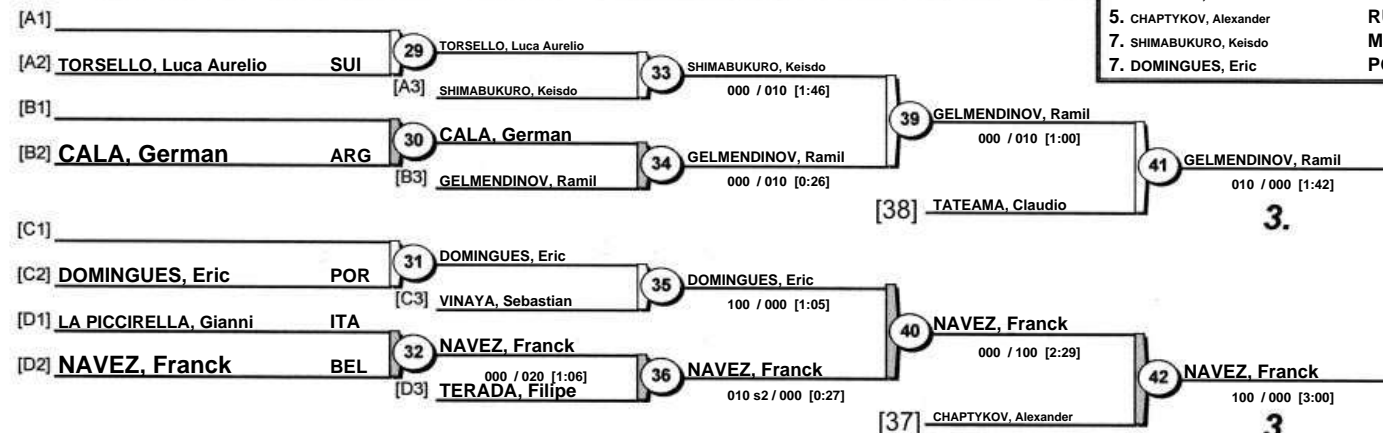 5. CHAPTYKOV, Alexander
7. SHIMABUKURO, Keisdo
7. DOMINGUES, Eric
[A1]
[A2] TORSELLO, Luca Aurelio SUI
29
TORSELLO, Luca Aurelio
[A3] SHIMABUKURO, Keisdo
33
SHIMABUKURO, Keisdo
000 / 010 [1:46]
[B1]
[B2] CALA, German ARG
30
CALA, German
[B3] GELMENDINOV, Ramil
34
GELMENDINOV, Ramil
000 / 010 [0:26]
39
GELMENDINOV, Ramil
000 / 010 [1:00]
[38] TATEAMA, Claudio
41
GELMENDINOV, Ramil
010 / 000 [1:42]
3.
[C1]
[C2] DOMINGUES, Eric POR
31
DOMINGUES, Eric
[C3] VINAYA, Sebastian
35
DOMINGUES, Eric
100 / 000 [1:05]
[D1] LA PICCIRELLA, Gianni ITA
[D2] NAVEZ, Franck BEL
32
NAVEZ, Franck
000 / 020 [1:06]
[D3] TERADA, Filipe
36
NAVEZ, Franck
010 s2 / 000 [0:27]
40
NAVEZ, Franck
000 / 100 [2:29]
[37] CHAPTYKOV, Alexander
42
NAVEZ, Franck
100 / 000 [3:00]
3